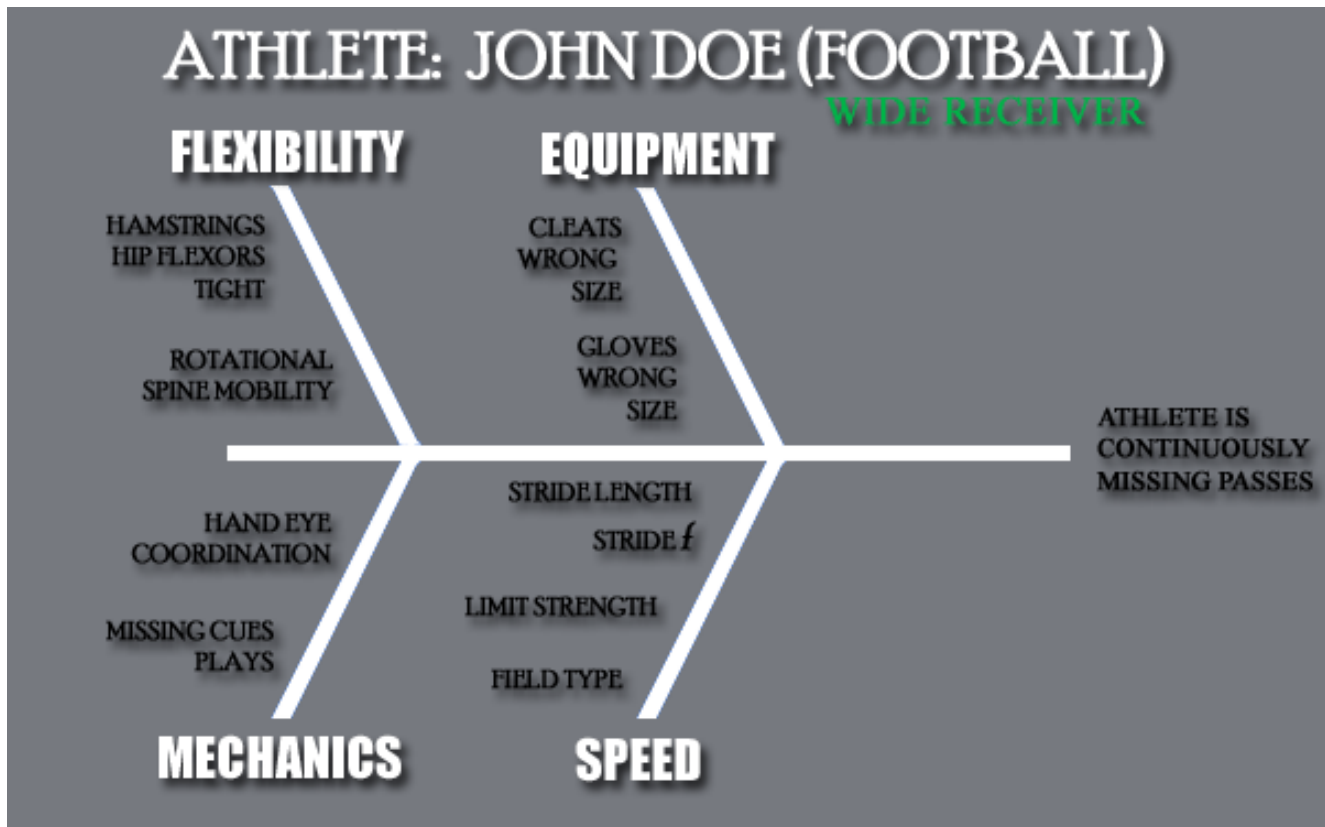 ATHLETE: JOHN DOE (FOOTBALL)
WIDE RECEIVER
FLEXIBILITY
HAMSTRINGS
HIP FLEXORS
TIGHT
ROTATIONAL
SPINE MOBILITY
EQUIPMENT
CLEATS
WRONG
SIZE
GLOVES
WRONG
SIZE
ATHLETE IS
CONTINUOUSLY
MISSING PASSES
HAND EYE
COORDINATION
MISSING CUES
PLAYS
MECHANICS
STRIDE LENGTH
STRIDE f
LIMIT STRENGTH
FIELD TYPE
SPEED